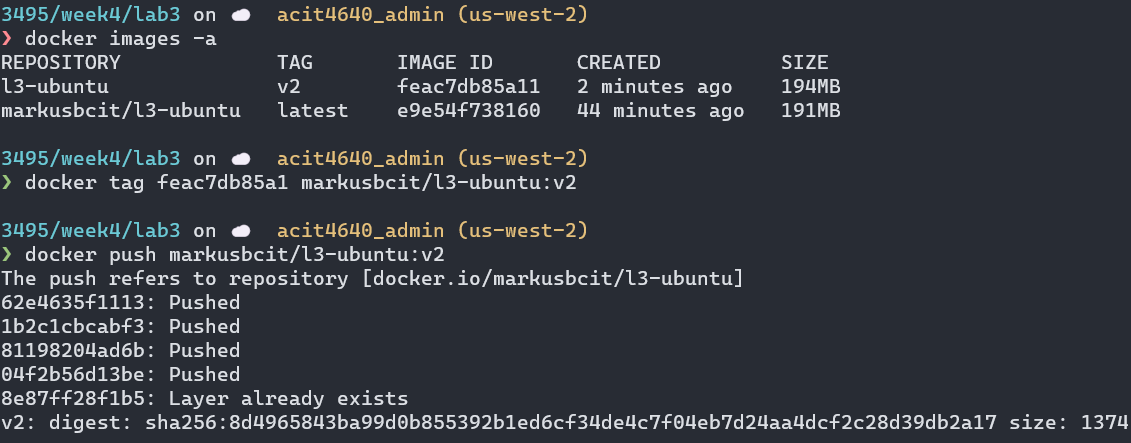 3495/week4/lab3 on ☁️ acit4640_admin (us-west-2)
❯ docker images -a
REPOSITORY TAG IMAGE ID CREATED SIZE
l3-ubuntu v2 feac7db85a11 2 minutes ago 194MB
markusbcit/l3-ubuntu latest e9e54f738160 44 minutes ago 191MB
3495/week4/lab3 on ☁️ acit4640_admin (us-west-2)
❯ docker tag feac7db85a1 markusbcit/l3-ubuntu:v2
3495/week4/lab3 on ☁️ acit4640_admin (us-west-2)
❯ docker push markusbcit/l3-ubuntu:v2
The push refers to repository [docker.io/markusbcit/l3-ubuntu]
62e4635f1113: Pushed
1b2c1cbcabf3: Pushed
81198204ad6b: Pushed
04f2b56d13be: Pushed
8e87ff28f1b5: Layer already exists
v2: digest: sha256:8d4965843ba99d0b855392b1ed6cf34de4c7f04eb7d24aa4dcf2c28d39db2a17 size: 1374